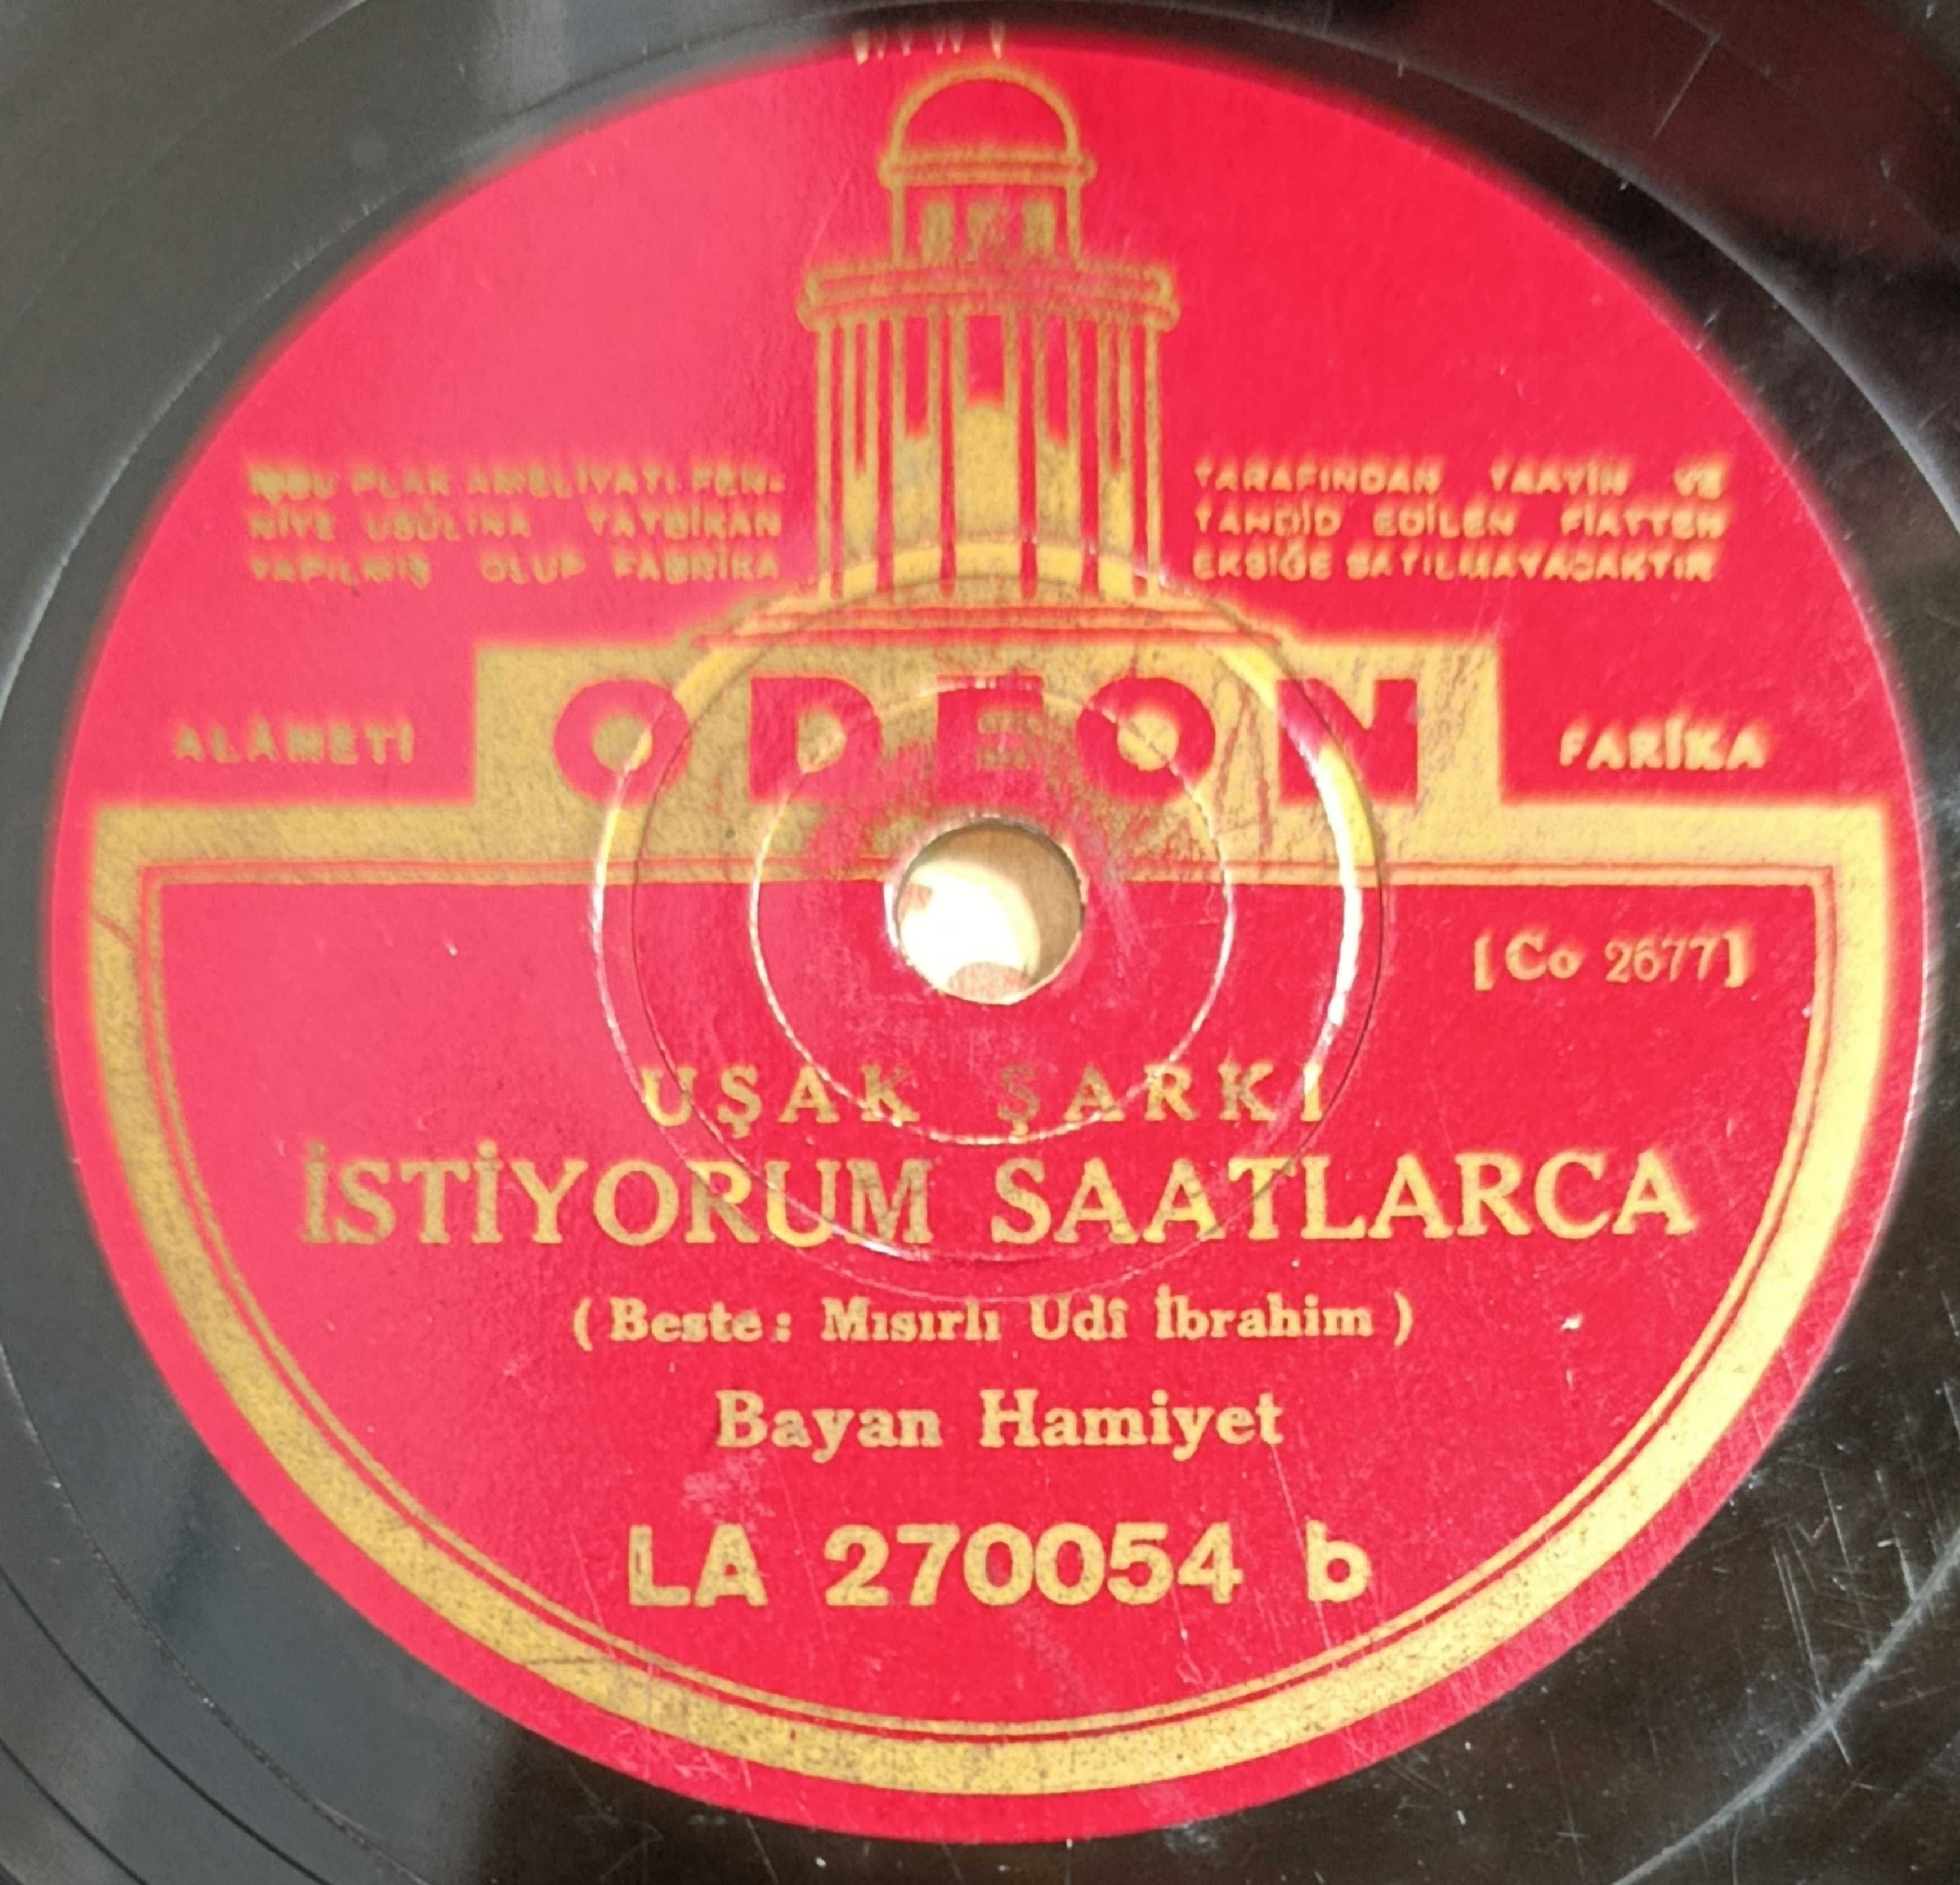 İŞBU PLAK AMELİYATI FEN-
NİYE USÛLİNA TATBİKAN
YAPILMIŞ OLUP FABRİKA
TARAFINDAN TAAYİN VE
TAHDİD EDİLEN FİATTEN
EKSİĞE SATILMAYACAKTIR
ALÂMETİ
ODEON
FARİKA
[Co 2677]
UŞAK ŞARKI
İSTİYORUM SAATLARCA
( Beste : Mısırlı Udî İbrahim )
Bayan Hamiyet
LA 270054 b